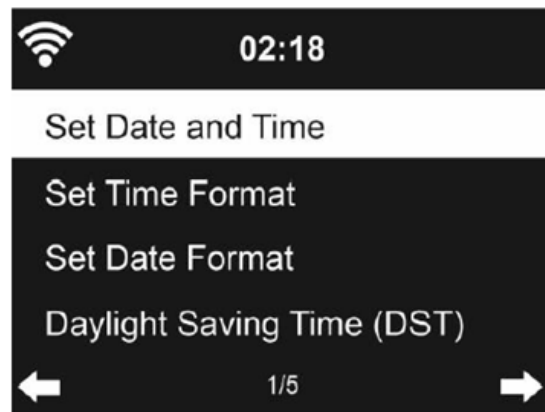 02:18
Set Date and Time
Set Time Format
Set Date Format
Daylight Saving Time (DST)
1/5